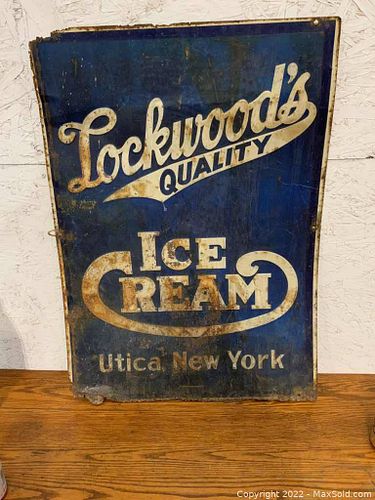 Lockwood's
QUALITY
ICE
CREAM
Utica New York
Copyright © 2022 - MaxSold.com